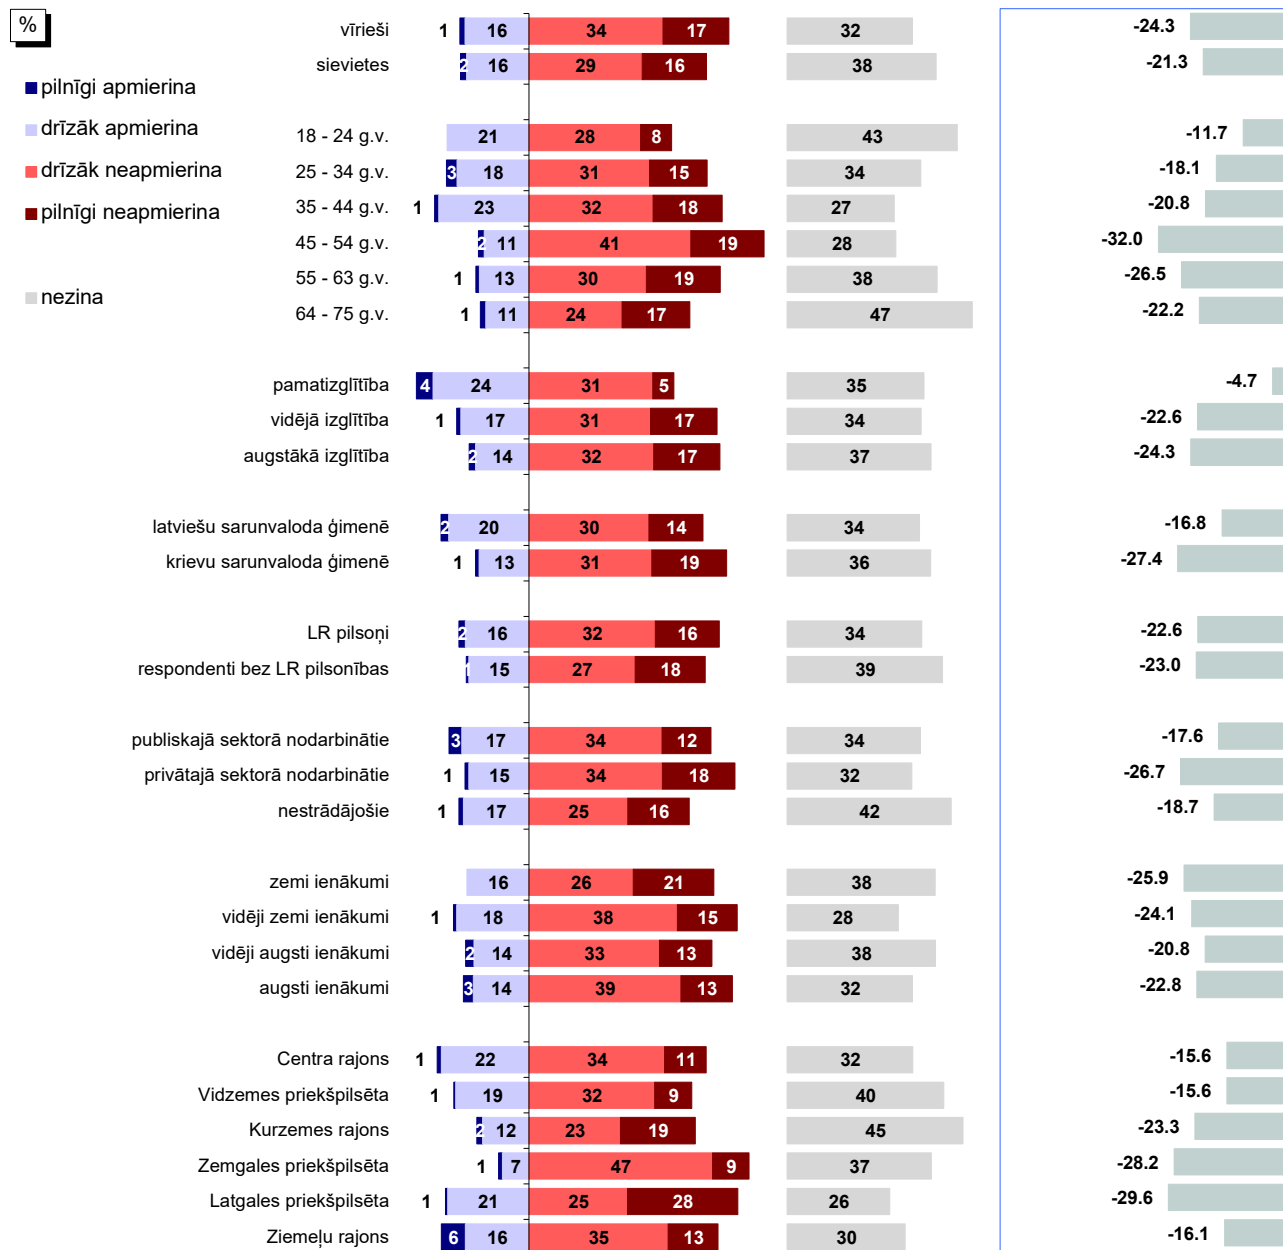 %
pilnīgi apmierina
drīzāk apmierina
drīzāk neapmierina
pilnīgi neapmierina
nezina
vīrieši 1 16 34 17 32 -24.3
sievietes 2 16 29 16 38 -21.3
18 - 24 g.v. 21 28 8 43 -11.7
25 - 34 g.v. 3 18 31 15 34 -18.1
35 - 44 g.v. 1 23 32 18 27 -20.8
45 - 54 g.v. 2 11 41 19 28 -32.0
55 - 63 g.v. 1 13 30 19 38 -26.5
64 - 75 g.v. 1 11 24 17 47 -22.2
pamatizglītība 4 24 31 5 35 -4.7
vidējā izglītība 1 17 31 17 34 -22.6
augstākā izglītība 2 14 32 17 37 -24.3
latviešu sarunvaloda ģimenē 2 20 30 14 34 -16.8
krievu sarunvaloda ģimenē 1 13 31 19 36 -27.4
LR pilsoņi 2 16 32 16 34 -22.6
respondenti bez LR pilsonības 1 15 27 18 39 -23.0
publiskajā sektorā nodarbinātie 3 17 34 12 34 -17.6
privātajā sektorā nodarbinātie 1 15 34 18 32 -26.7
nestrādājošie 1 17 25 16 42 -18.7
zemi ienākumi 16 26 21 38 -25.9
vidēji zemi ienākumi 1 18 38 15 28 -24.1
vidēji augsti ienākumi 2 14 33 13 38 -20.8
augsti ienākumi 3 14 39 13 32 -22.8
Centra rajons 1 22 34 11 32 -15.6
Vidzemes priekšpilsēta 1 19 32 9 40 -15.6
Kurzemes rajons 2 12 23 19 45 -23.3
Zemgales priekšpilsēta 1 7 47 9 37 -28.2
Latgales priekšpilsēta 1 21 25 28 26 -29.6
Ziemeļu rajons 6 16 35 13 30 -16.1